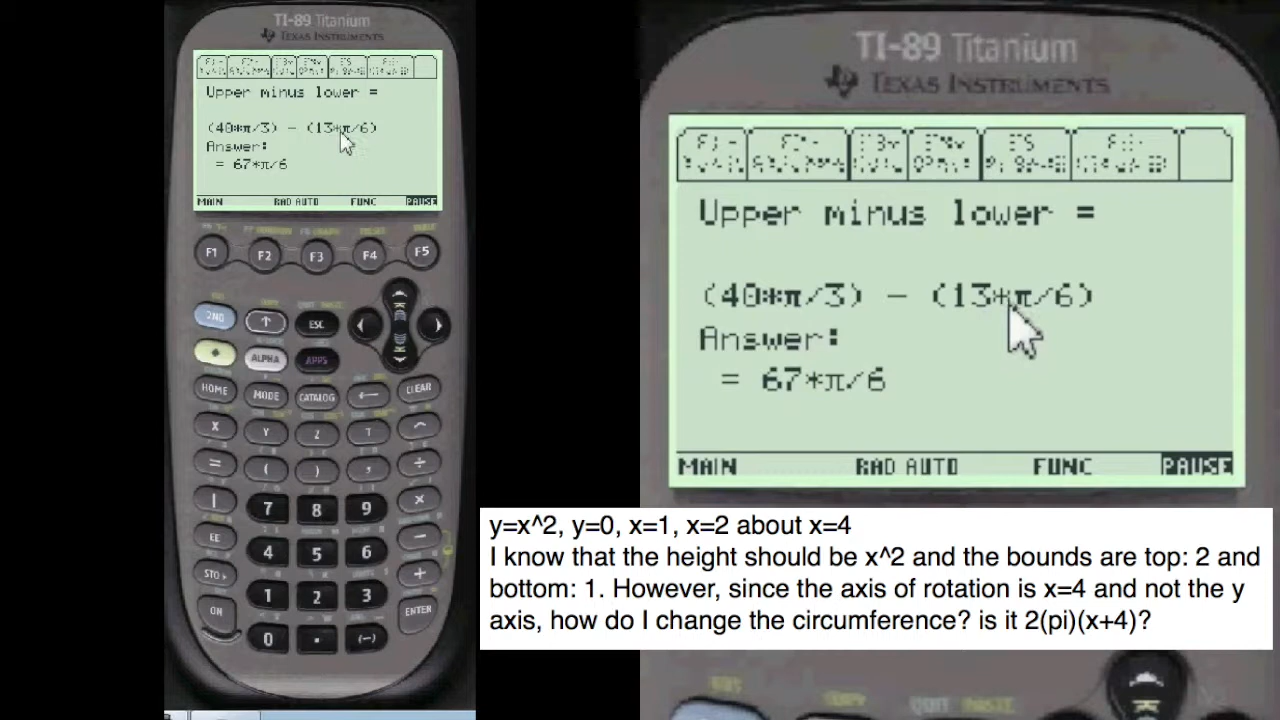 TI-89 Titanium
TEXAS INSTRUMENTS
Upper minus lower =
(40*π/3) - (13*π/6)
Answer:
= 67*π/6
MAIN RAD AUTO FUNC PAUSE
F1 F2 F3 F4 F5
2ND ↑ ESC
ALPHA APPS
HOME MODE CATALOG ← CLEAR
X Y Z T ^
= ( ) , ÷
| 7 8 9 ×
EE 4 5 6 −
STO▸ 1 2 3 +
ON 0 . (−) ENTER
TI-89 Titanium
TEXAS INSTRUMENTS
Upper minus lower =
(40*π/3) - (13*π/6)
Answer:
= 67*π/6
MAIN RAD AUTO FUNC PAUSE
y=x^2, y=0, x=1, x=2 about x=4
I know that the height should be x^2 and the bounds are top: 2 and
bottom: 1. However, since the axis of rotation is x=4 and not the y
axis, how do I change the circumference? is it 2(pi)(x+4)?